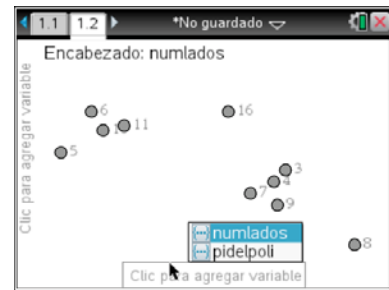 1.1 1.2 *No guardado
Encabezado: numlados
Clic para agregar variable
6
16
11
5
3
4
7
9
8
numlados
pidelpoli
Clic para agregar variable